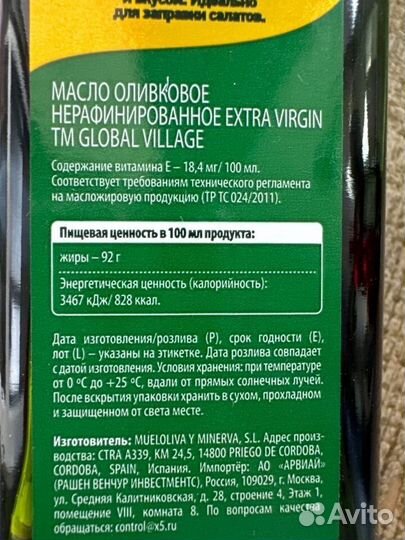 и вкусом. Идеально
для заправки салатов.
МАСЛО ОЛИВКОВОЕ
НЕРАФИНИРОВАННОЕ EXTRA VIRGIN
ТМ GLOBAL VILLAGE
Содержание витамина Е – 18,4 мг/ 100 мл.
Соответствует требованиям технического регламента
на масложировую продукцию (ТР ТС 024/2011).
Пищевая ценность в 100 мл продукта:
жиры – 92 г
Энергетическая ценность (калорийность):
3467 кДж/ 828 ккал.
Дата изготовления/розлива (P), срок годности (E),
лот (L) – указаны на этикетке. Дата розлива совпадает
с датой изготовления. Условия хранения: при температуре
от 0 °С до +25 °С, вдали от прямых солнечных лучей.
После вскрытия упаковки хранить в сухом, прохладном
и защищенном от света месте.
Изготовитель: MUELOLIVA Y MINERVA, S.L. Адрес произ-
водства: CTRA A339, KM 24,5, 14800 PRIEGO DE CORDOBA,
CORDOBA, SPAIN, Испания. Импортёр: АО «АРВИАЙ»
(РАШЕН ВЕНЧУР ИНВЕСТМЕНТС), Россия, 109029, г. Москва,
ул. Средняя Калитниковская, д. 28, строение 4, Этаж 1,
помещение VIII, комната 8. По вопросам качества
обращаться: control@x5.ru
Avito